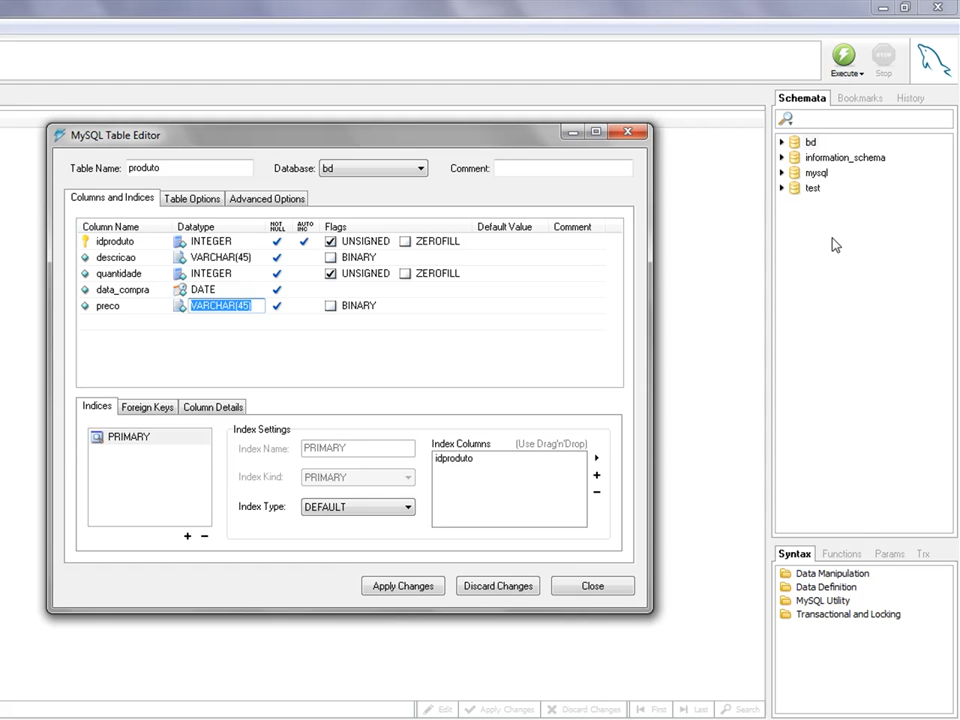 Execute
Stop
Schemata
Bookmarks
History
bd
information_schema
mysql
test
MySQL Table Editor
Table Name:
produto
Database:
bd
Comment:
Columns and Indices
Table Options
Advanced Options
Column Name
Datatype
NOT NULL
AUTO INC
Flags
Default Value
Comment
idproduto
INTEGER
UNSIGNED
ZEROFILL
descricao
VARCHAR(45)
BINARY
quantidade
INTEGER
UNSIGNED
ZEROFILL
data_compra
DATE
preco
VARCHAR(45)
BINARY
Indices
Foreign Keys
Column Details
PRIMARY
Index Settings
Index Name:
PRIMARY
Index Kind:
PRIMARY
Index Type:
DEFAULT
Index Columns
(Use Drag'n'Drop)
idproduto
Apply Changes
Discard Changes
Close
Syntax
Functions
Params
Trx
Data Manipulation
Data Definition
MySQL Utility
Transactional and Locking
Edit
Apply Changes
Discard Changes
First
Last
Search